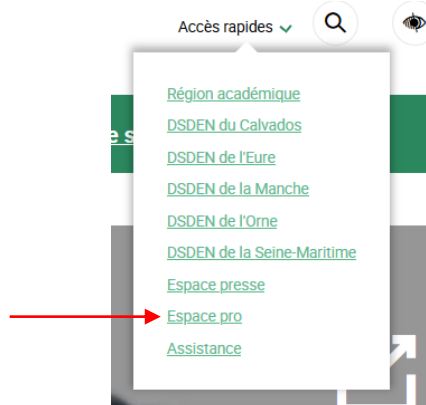 Accès rapides
e s
Région académique
DSDEN du Calvados
DSDEN de l'Eure
DSDEN de la Manche
DSDEN de l'Orne
DSDEN de la Seine-Maritime
Espace presse
Espace pro
Assistance